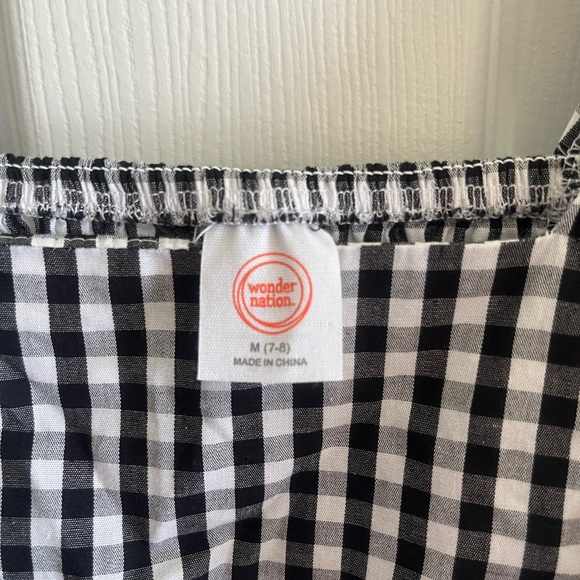 wonder
nation.
M (7-8)
MADE IN CHINA